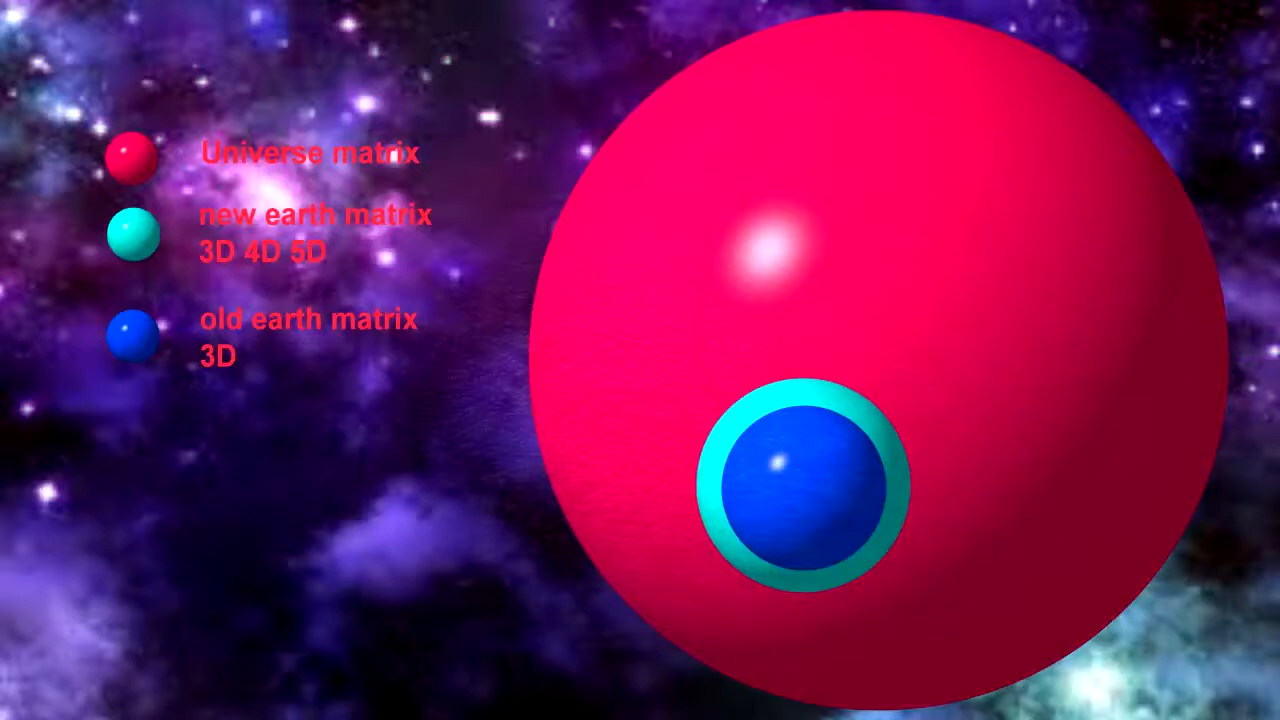 Universe matrix
new earth matrix
3D 4D 5D
old earth matrix
3D